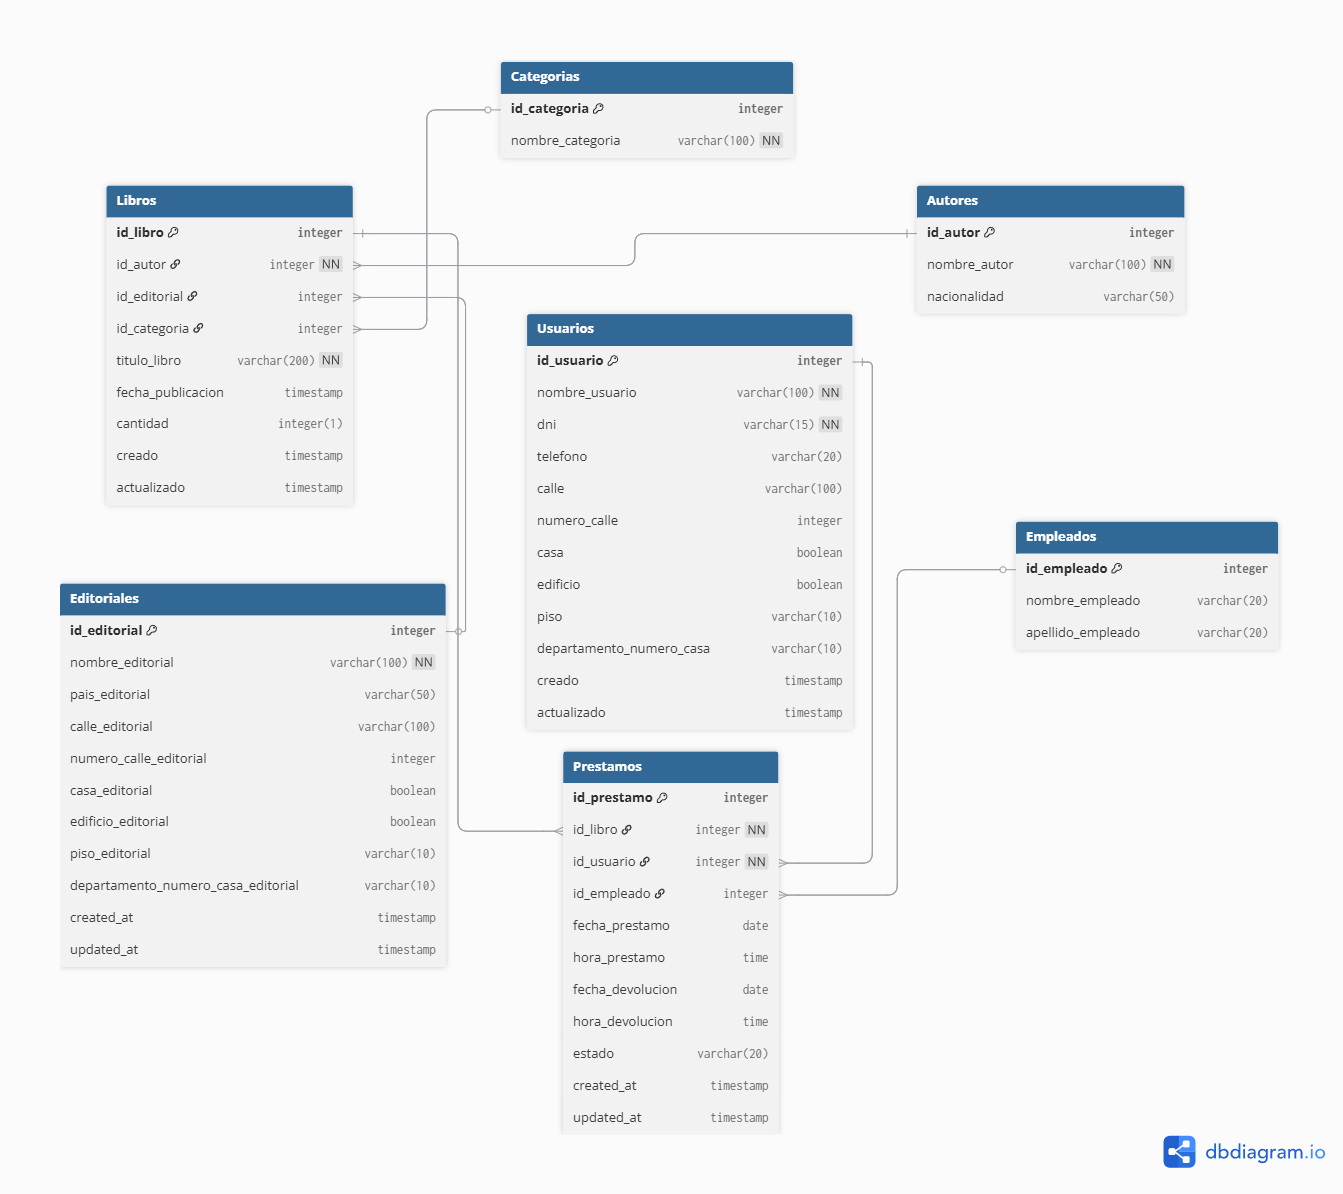 Categorias
id_categoria integer
nombre_categoria varchar(100) NN
Libros
id_libro integer
id_autor integer NN
id_editorial integer
id_categoria integer
titulo_libro varchar(200) NN
fecha_publicacion timestamp
cantidad integer(1)
creado timestamp
actualizado timestamp
Autores
id_autor integer
nombre_autor varchar(100) NN
nacionalidad varchar(50)
Usuarios
id_usuario integer
nombre_usuario varchar(100) NN
dni varchar(15) NN
telefono varchar(20)
calle varchar(100)
numero_calle integer
casa boolean
edificio boolean
piso varchar(10)
departamento_numero_casa varchar(10)
creado timestamp
actualizado timestamp
Empleados
id_empleado integer
nombre_empleado varchar(20)
apellido_empleado varchar(20)
Editoriales
id_editorial integer
nombre_editorial varchar(100) NN
pais_editorial varchar(50)
calle_editorial varchar(100)
numero_calle_editorial integer
casa_editorial boolean
edificio_editorial boolean
piso_editorial varchar(10)
departamento_numero_casa_editorial varchar(10)
created_at timestamp
updated_at timestamp
Prestamos
id_prestamo integer
id_libro integer NN
id_usuario integer NN
id_empleado integer
fecha_prestamo date
hora_prestamo time
fecha_devolucion date
hora_devolucion time
estado varchar(20)
created_at timestamp
updated_at timestamp
dbdiagram.io